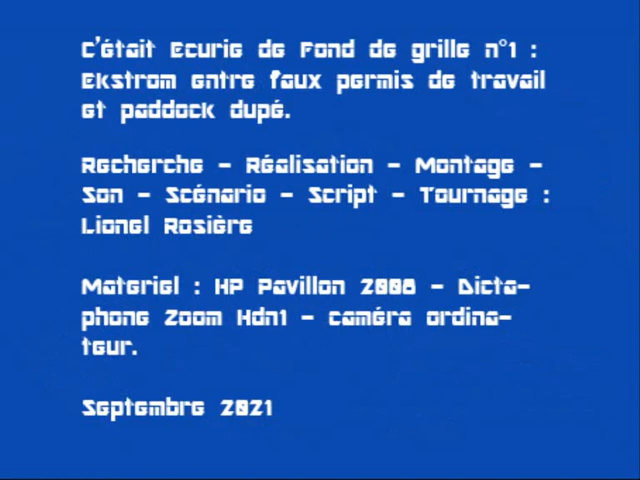 C'était Ecurie de Fond de grille n°1 :
Ekstrom entre faux permis de travail
et paddock dupé.
Recherche - Réalisation - Montage -
Son - Scénario - Script - Tournage :
Lionel Rosière
Materiel : HP Pavillon 2008 - Dicta-
phone Zoom Hdn1 - caméra ordina-
teur.
Septembre 2021